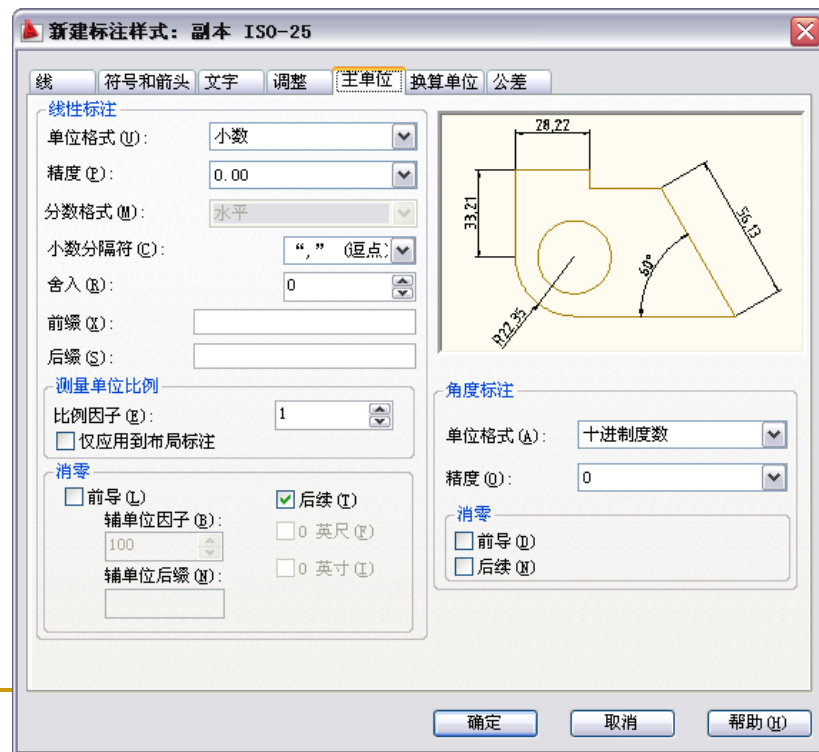 新建标注样式: 副本 ISO-25
线 符号和箭头 文字 调整 主单位 换算单位 公差
线性标注
单位格式(U): 小数
精度(P): 0.00
分数格式(M): 水平
小数分隔符(C): “,” (逗点)
舍入(R): 0
前缀(X):
后缀(S):
测量单位比例
比例因子(E): 1
仅应用到布局标注
消零
前导(L)
后续(T)
辅单位因子(B):
0 英尺(F)
100
辅单位后缀(N):
0 英寸(I)
28,22
33,21
56,13
60°
R22,35
角度标注
单位格式(A): 十进制度数
精度(O): 0
消零
前导(D)
后续(N)
确定 取消 帮助(H)